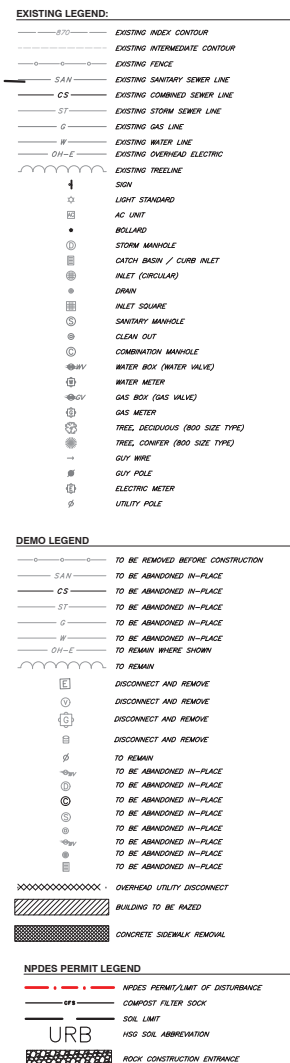 EXISTING LEGEND:
870 EXISTING INDEX CONTOUR
EXISTING INTERMEDIATE CONTOUR
EXISTING FENCE
SAN EXISTING SANITARY SEWER LINE
CS EXISTING COMBINED SEWER LINE
ST EXISTING STORM SEWER LINE
G EXISTING GAS LINE
W EXISTING WATER LINE
OH-E EXISTING OVERHEAD ELECTRIC
EXISTING TREELINE
SIGN
LIGHT STANDARD
AC AC UNIT
BOLLARD
D STORM MANHOLE
CATCH BASIN / CURB INLET
INLET (CIRCULAR)
DRAIN
INLET SQUARE
S SANITARY MANHOLE
CLEAN OUT
C COMBINATION MANHOLE
WV WATER BOX (WATER VALVE)
WATER METER
GV GAS BOX (GAS VALVE)
GAS METER
TREE, DECIDUOUS (800 SIZE TYPE)
TREE, CONIFER (800 SIZE TYPE)
GUY WIRE
GUY POLE
E ELECTRIC METER
UTILITY POLE
DEMO LEGEND
TO BE REMOVED BEFORE CONSTRUCTION
SAN TO BE ABANDONED IN-PLACE
CS TO BE ABANDONED IN-PLACE
ST TO BE ABANDONED IN-PLACE
G TO BE ABANDONED IN-PLACE
W TO BE ABANDONED IN-PLACE
OH-E TO REMAIN WHERE SHOWN
TO REMAIN
E DISCONNECT AND REMOVE
V DISCONNECT AND REMOVE
G DISCONNECT AND REMOVE
DISCONNECT AND REMOVE
TO REMAIN
TO BE ABANDONED IN-PLACE
D TO BE ABANDONED IN-PLACE
C TO BE ABANDONED IN-PLACE
S TO BE ABANDONED IN-PLACE
TO BE ABANDONED IN-PLACE
TO BE ABANDONED IN-PLACE
TO BE ABANDONED IN-PLACE
TO BE ABANDONED IN-PLACE
OVERHEAD UTILITY DISCONNECT
BUILDING TO BE RAZED
CONCRETE SIDEWALK REMOVAL
NPDES PERMIT LEGEND
NPDES PERMIT/LIMIT OF DISTURBANCE
CFS COMPOST FILTER SOCK
SOIL LIMIT
URB HSG SOIL ABBREVIATION
ROCK CONSTRUCTION ENTRANCE